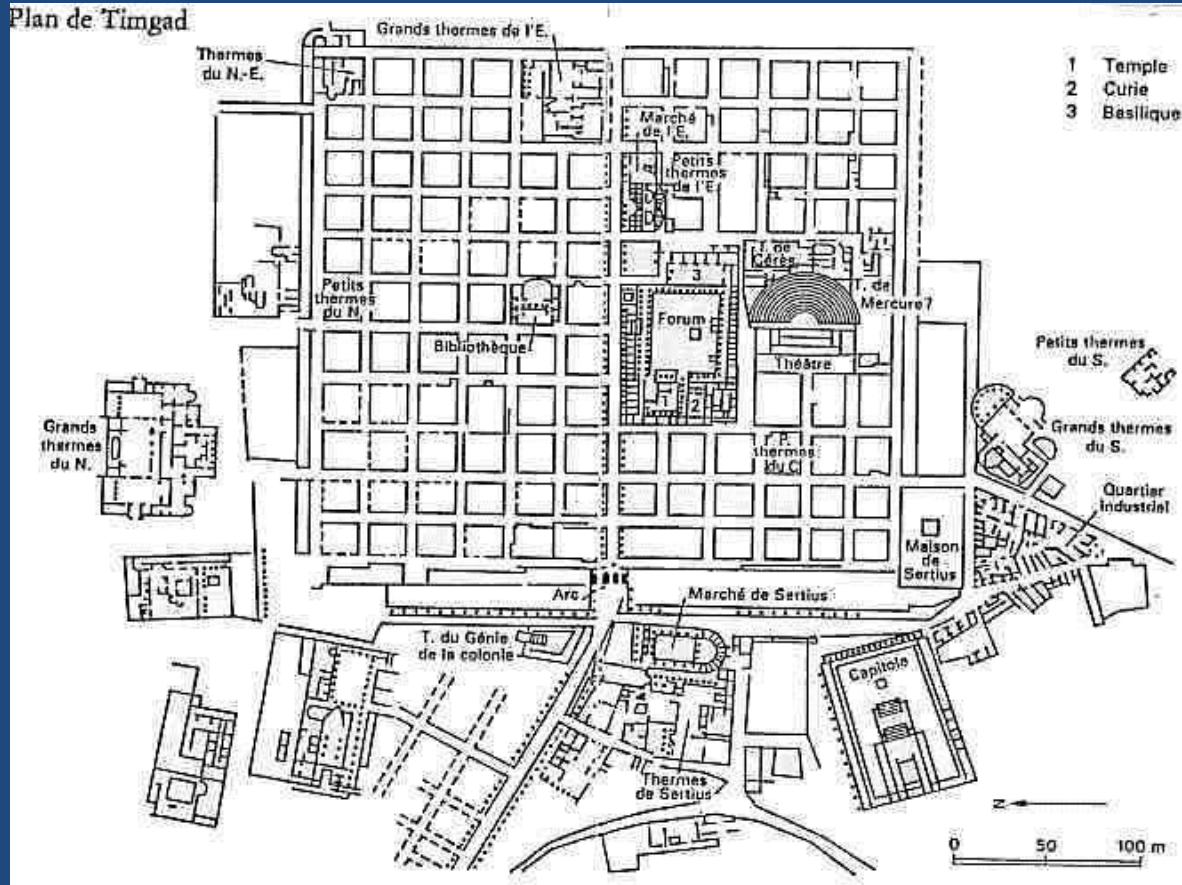 Plan de Timgad
Grands thermes de l'E.
Thermes
du N.-E.
1 Temple
2 Curie
3 Basilique
Marché
de l'E.
Petits
thermes
de l'E.
T. de
Cérès
T. de
Mercure?
3
Petits
thermes
du N.
Forum
Bibliothèque
Théâtre
Petits thermes
du S.
1
2
Grands
thermes
du N.
Grands thermes
du S.
P.
thermes
du C.
Quartier
industrial
Maison
de
Sertius
Arc
Marché de Sertius
T. du Génie
de la colonie
Capitole
Thermes
de Sertius
N
0 50 100 m